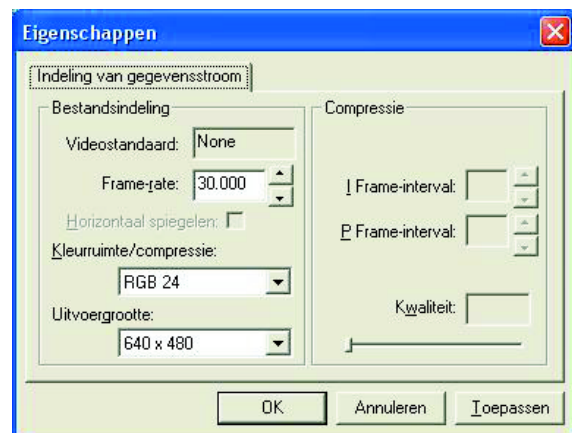 Eigenschappen
Indeling van gegevensstroom
Bestandsindeling
Videostandaard: None
Frame-rate: 30.000
Horizontaal spiegelen:
Kleurruimte/compressie:
RGB 24
Uitvoergrootte:
640 x 480
Compressie
I Frame-interval:
P Frame-interval:
Kwaliteit:
OK
Annuleren
Toepassen